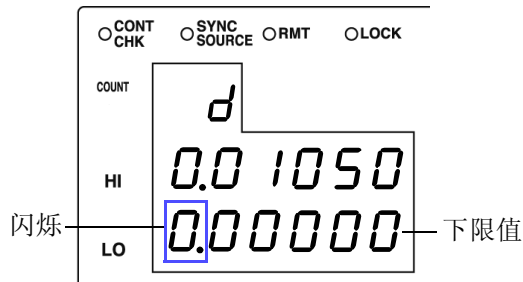 CONT CHK SYNC SOURCE RMT LOCK
COUNT d
HI 0.01050
闪烁 0.00000 下限值
LO